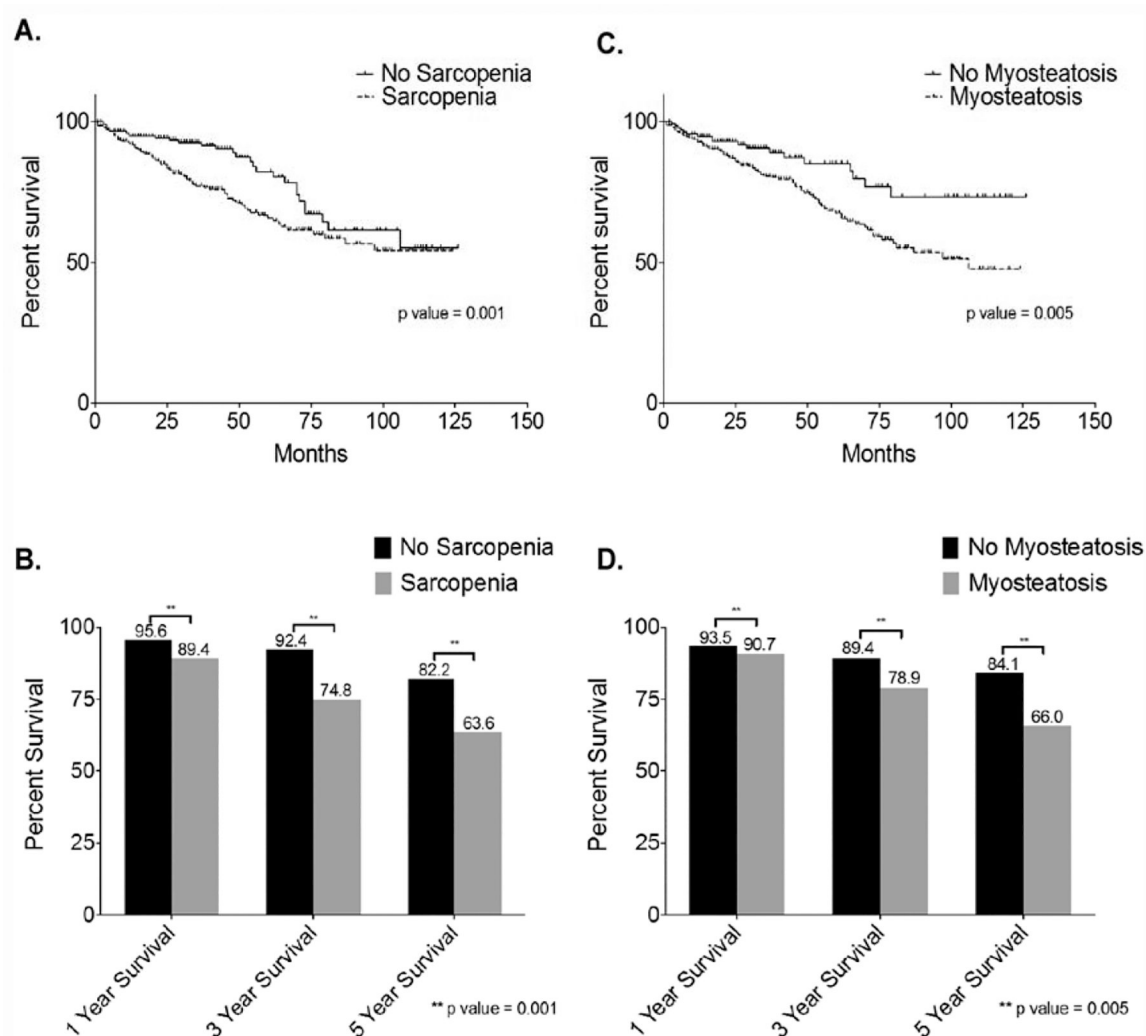 A.
No Sarcopenia
Sarcopenia
Percent survival
100
50
0
p value = 0.001
0 25 50 75 100 125 150
Months
C.
No Myosteatosis
Myosteatosis
Percent survival
100
50
0
p value = 0.005
0 25 50 75 100 125 150
Months
B.
No Sarcopenia
Sarcopenia
Percent Survival
100
75
50
25
0
** ** **
95.6 89.4 92.4 74.8 82.2 63.6
1 Year Survival
3 Year Survival
5 Year Survival
** p value = 0.001
D.
No Myosteatosis
Myosteatosis
Percent Survival
100
75
50
25
0
** ** **
93.5 90.7 89.4 78.9 84.1 66.0
1 Year Survival
3 Year Survival
5 Year Survival
** p value = 0.005